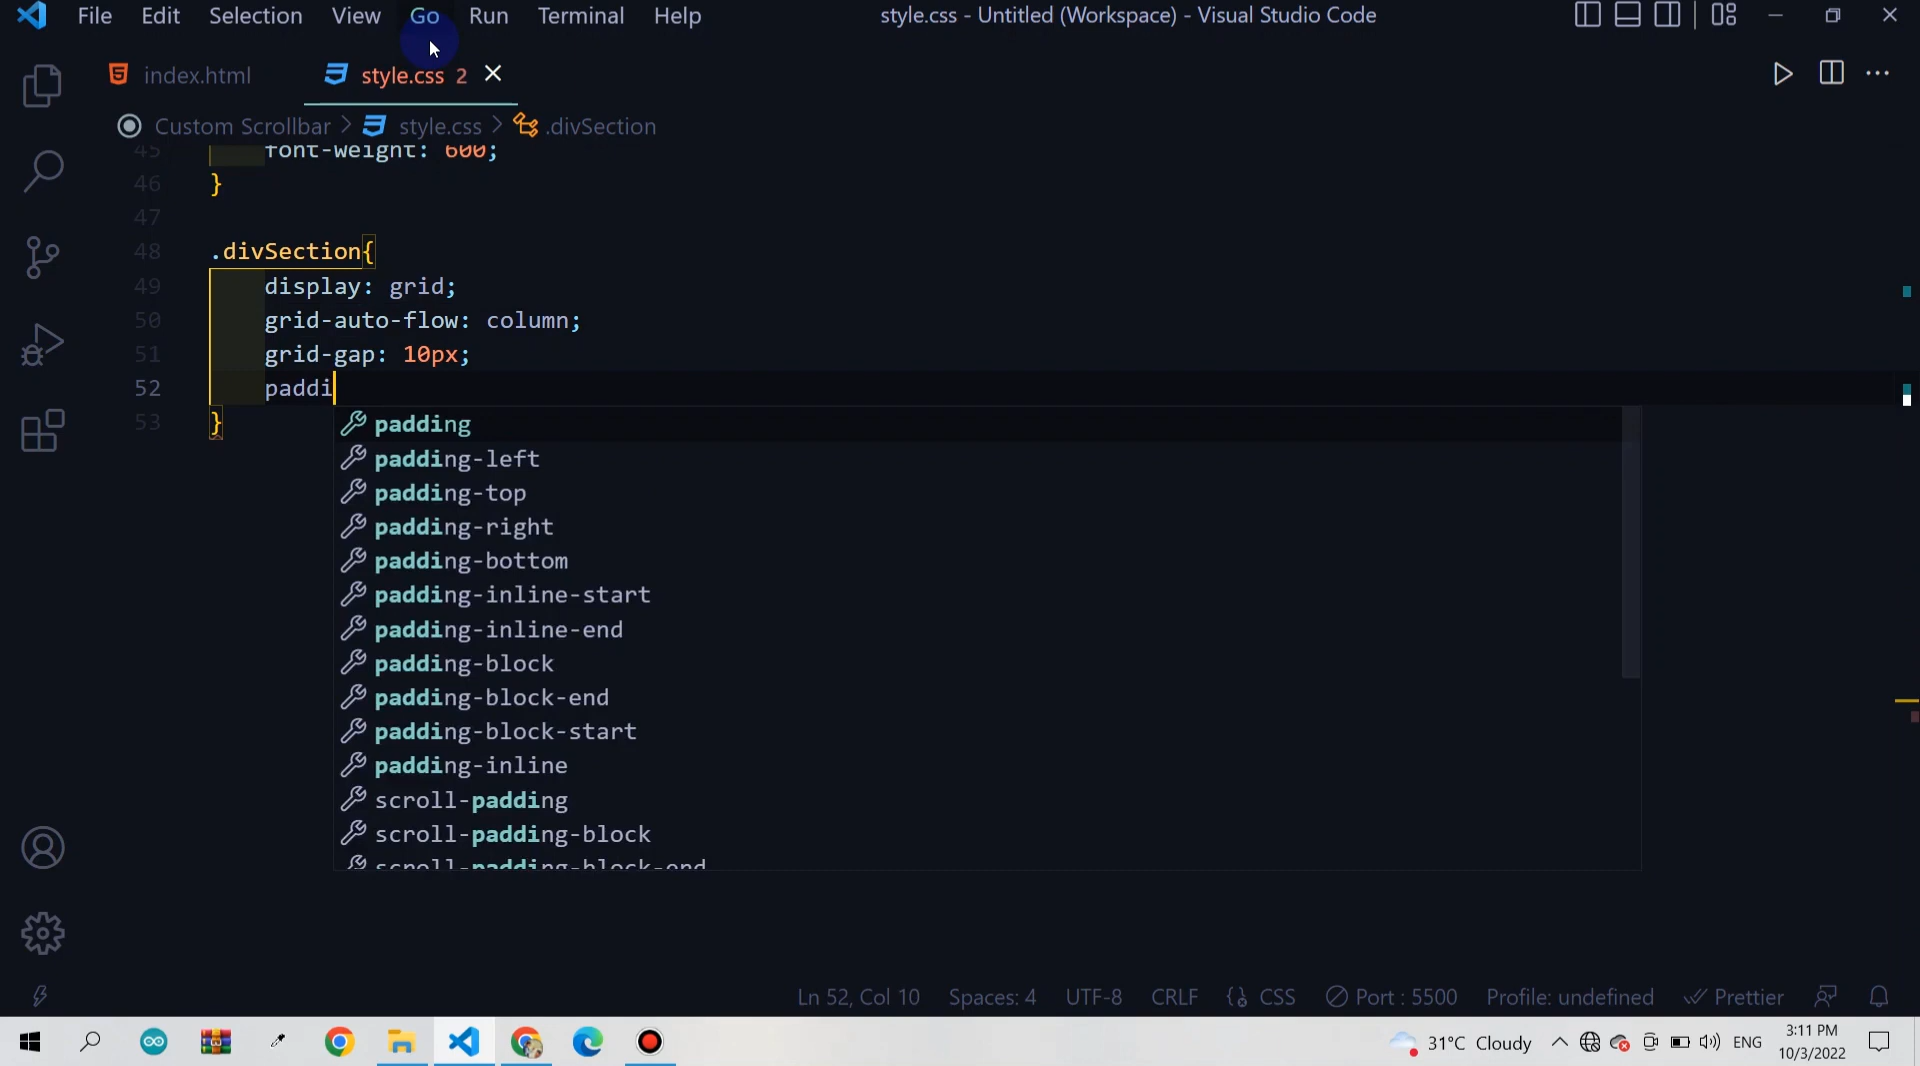 File Edit Selection View Go Run Terminal Help style.css - Untitled (Workspace) - Visual Studio Code
index.html style.css 2
Custom Scrollbar > style.css > .divSection
45 font-weight: 600;
46 }
47
48 .divSection{
49 display: grid;
50 grid-auto-flow: column;
51 grid-gap: 10px;
52 paddi
53 }
padding
padding-left
padding-top
padding-right
padding-bottom
padding-inline-start
padding-inline-end
padding-block
padding-block-end
padding-block-start
padding-inline
scroll-padding
scroll-padding-block
scroll-padding-block-end
Ln 52, Col 10 Spaces: 4 UTF-8 CRLF {} CSS Port : 5500 Profile: undefined Prettier
31°C Cloudy ENG 3:11 PM
10/3/2022